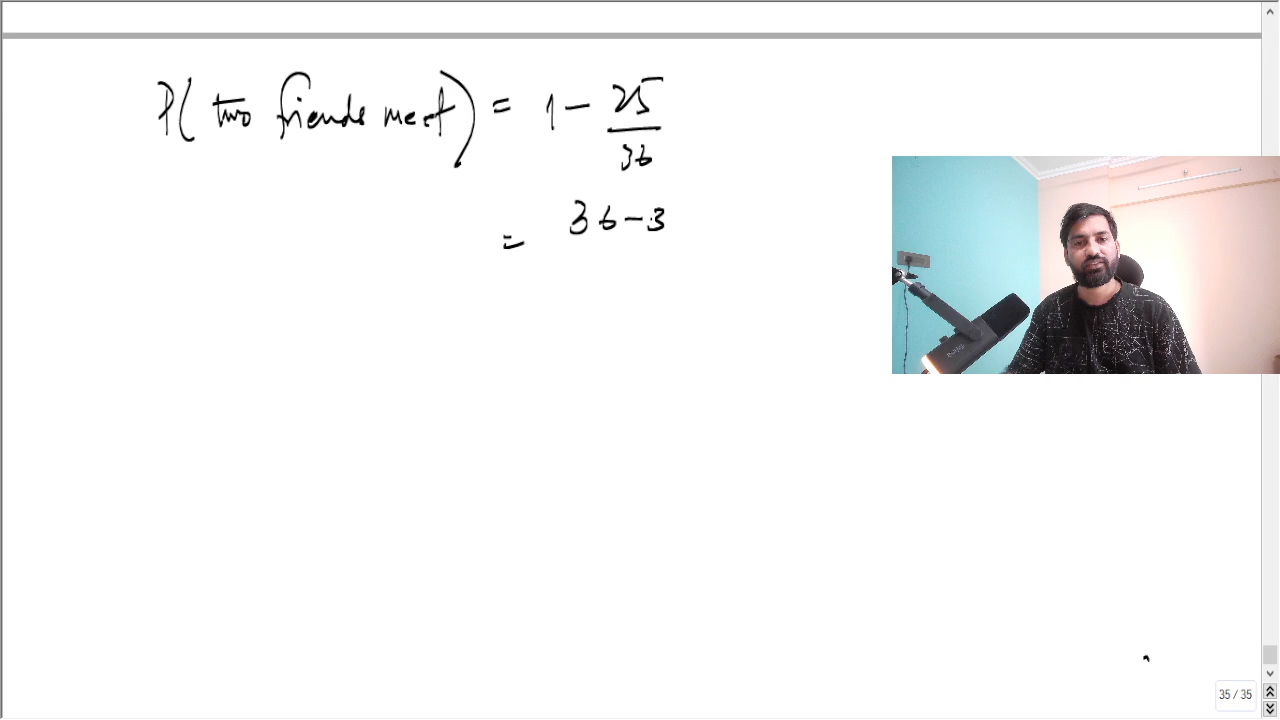 P( two friends meet) = 1 - 25/36
= 36-3
35 / 35